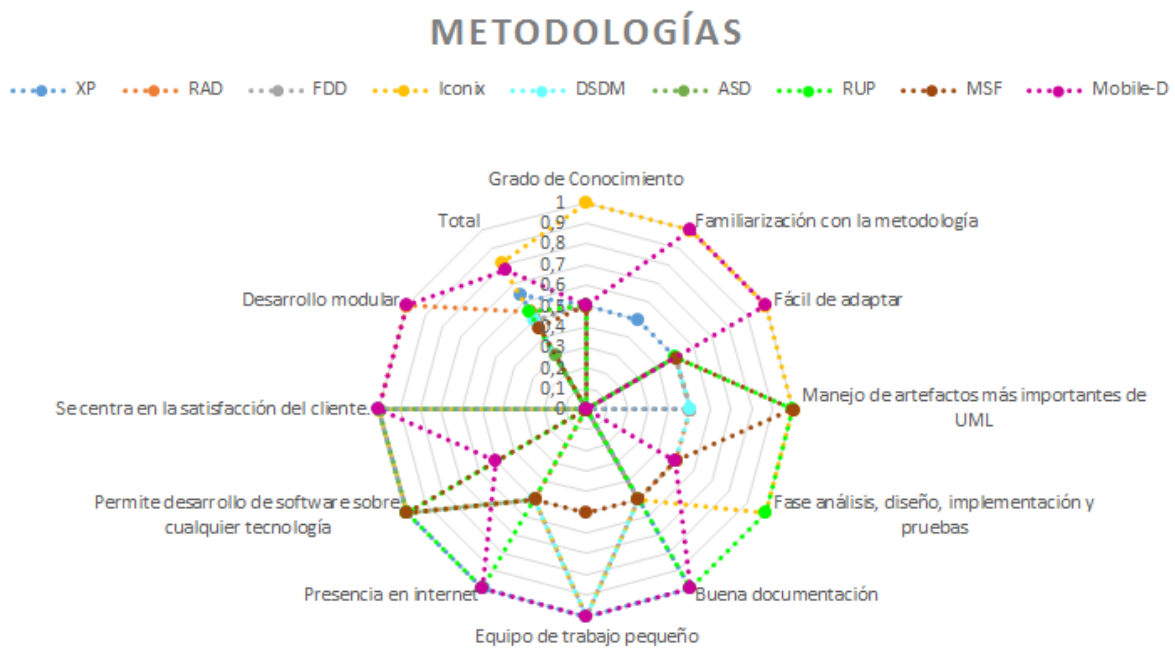 METODOLOGÍAS
XP RAD FDD Iconix DSDM ASD RUP MSF Mobile-D
Grado de Conocimiento
Total
1
0,9
0,8
0,7
0,6
0,5
0,4
0,3
0,2
0,1
0
Familiarización con la metodología
Desarrollo modular
Fácil de adaptar
Se centra en la satisfacción del cliente.
Manejo de artefactos más importantes de
UML
Permite desarrollo de software sobre
cualquier tecnología
Fase análisis, diseño, implementación y
pruebas
Presencia en internet
Buena documentación
Equipo de trabajo pequeño